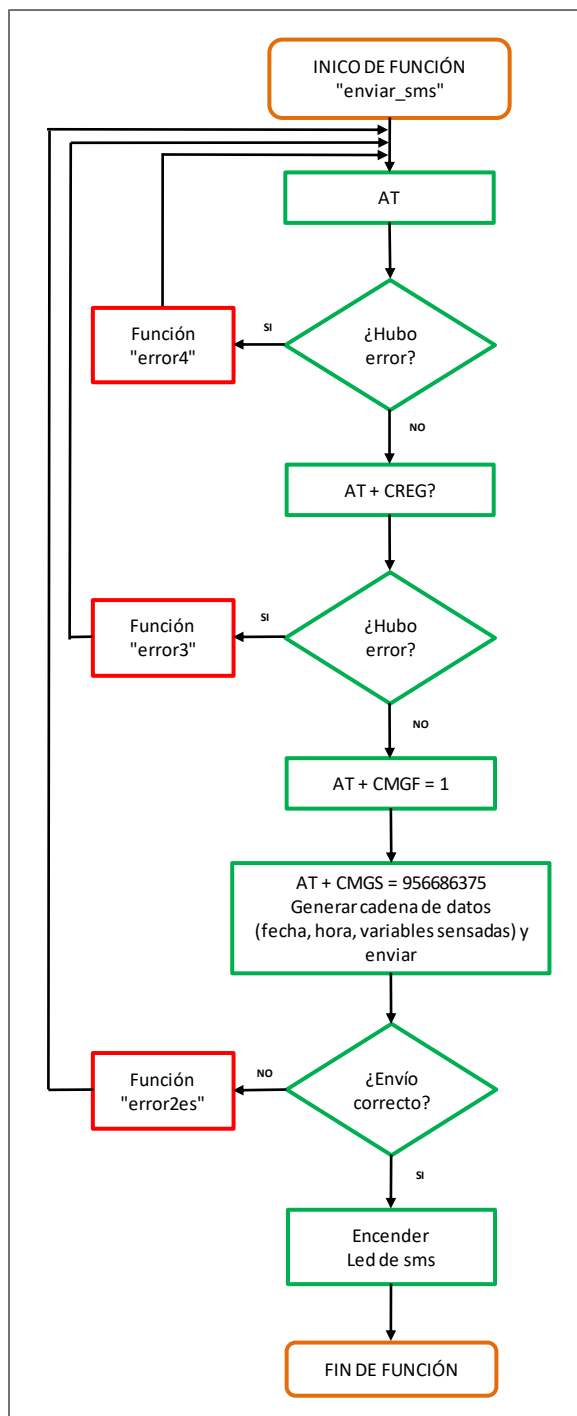 INICO DE FUNCIÓN
"enviar_sms"
AT
¿Hubo
error?
SI
Función
"error4"
NO
AT + CREG?
¿Hubo
error?
SI
Función
"error3"
NO
AT + CMGF = 1
AT + CMGS = 956686375
Generar cadena de datos
(fecha, hora, variables sensadas) y
enviar
¿Envío
correcto?
NO
Función
"error2es"
SI
Encender
Led de sms
FIN DE FUNCIÓN